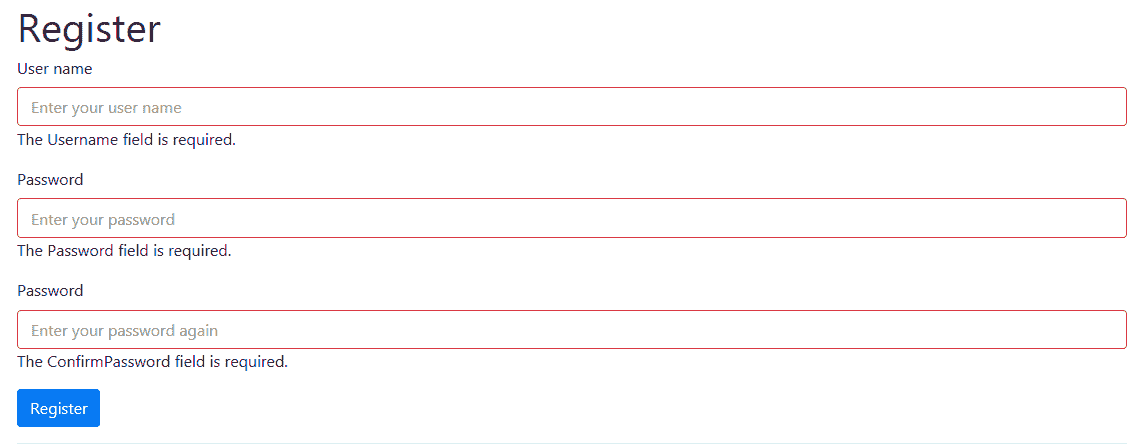 Register
User name
Enter your user name
The Username field is required.
Password
Enter your password
The Password field is required.
Password
Enter your password again
The ConfirmPassword field is required.
Register